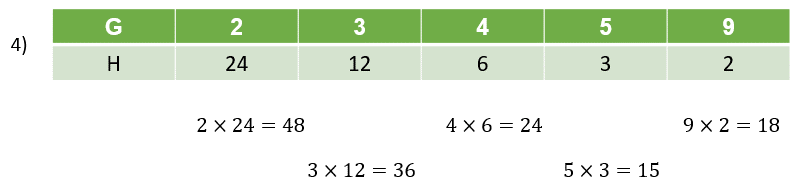 4)
G 2 3 4 5 9
H 24 12 6 3 2
2 × 24 = 48 4 × 6 = 24 9 × 2 = 18
3 × 12 = 36 5 × 3 = 15